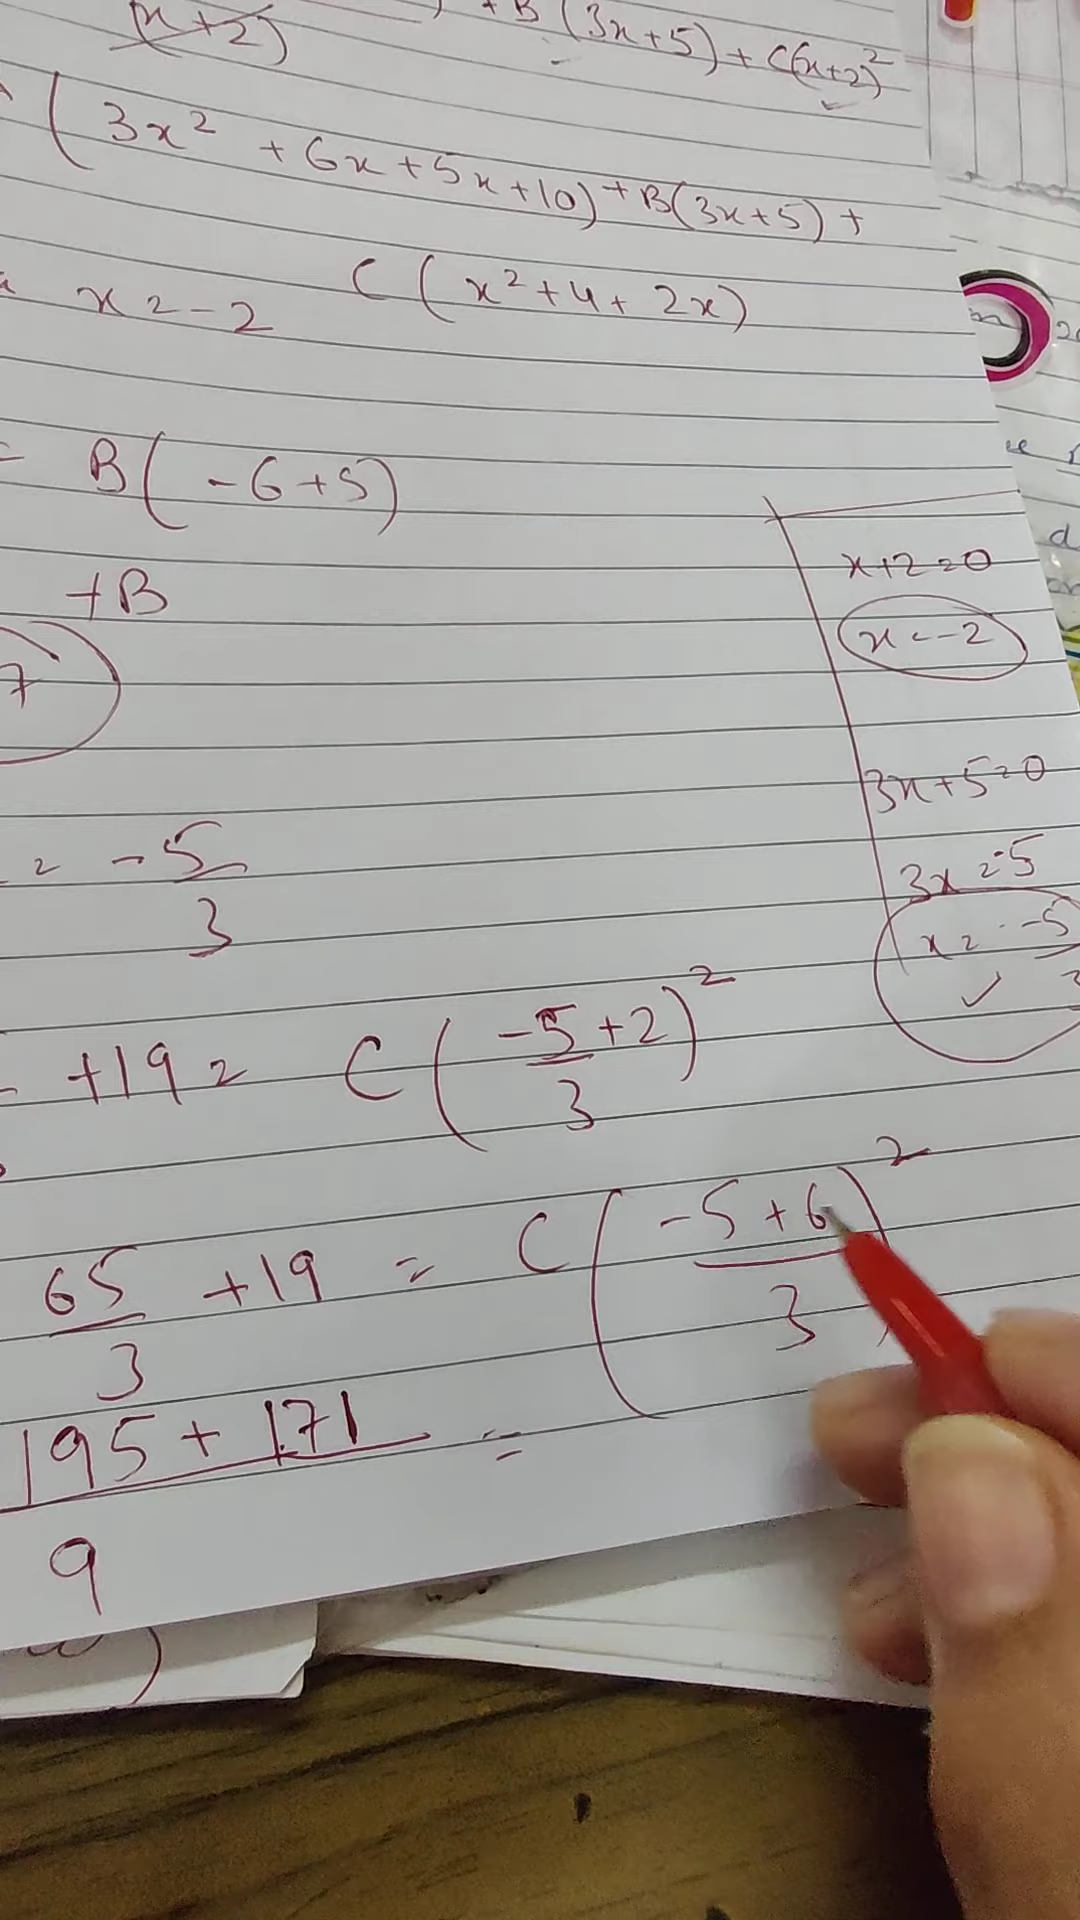 (x+2) + B (3x+5) + C(x+2)²
( 3x² + 6x + 5x + 10) + B(3x+5) +
x = -2 C ( x² + 4 + 2x)
= B( -6+5)
+B
7
= -5/3
+19 = C ( -5/3 + 2 )²
65/3 + 19 = C ( (-5+6)/3 )²
(195 + 171)/9 =
x+2=0
x = -2
3x+5=0
3x = -5
x = -5